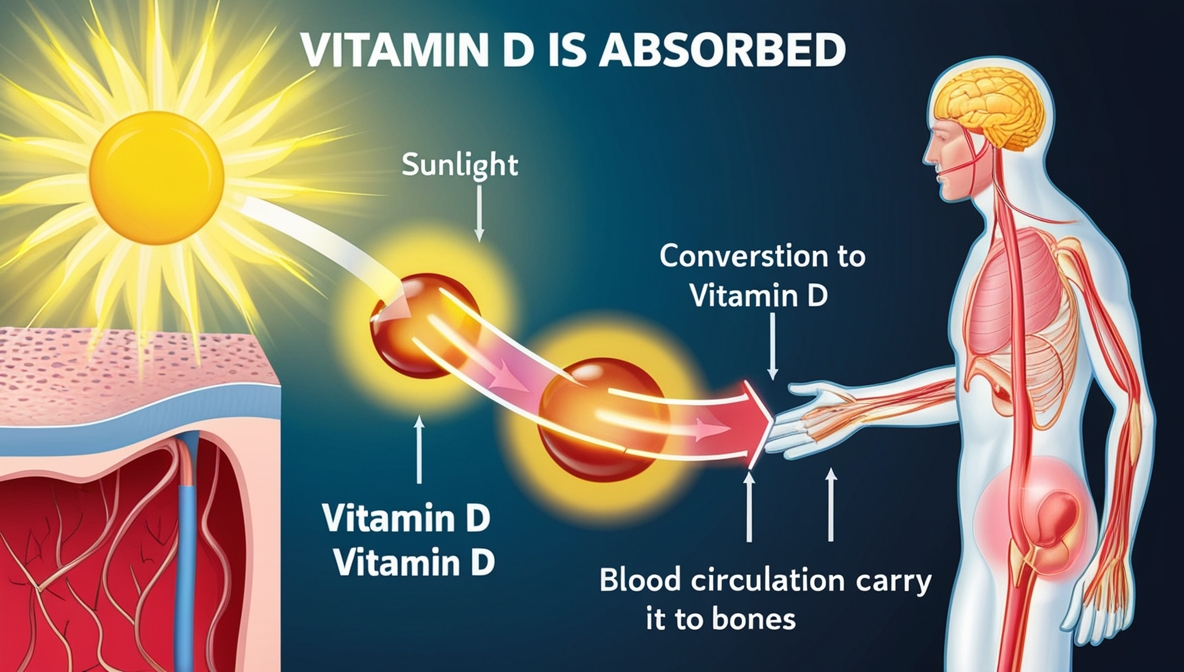 VITAMIN D IS ABSORBED
Sunlight
Converstion to
Vitamin D
Vitamin D
Vitamin D
Blood circulation carry
it to bones